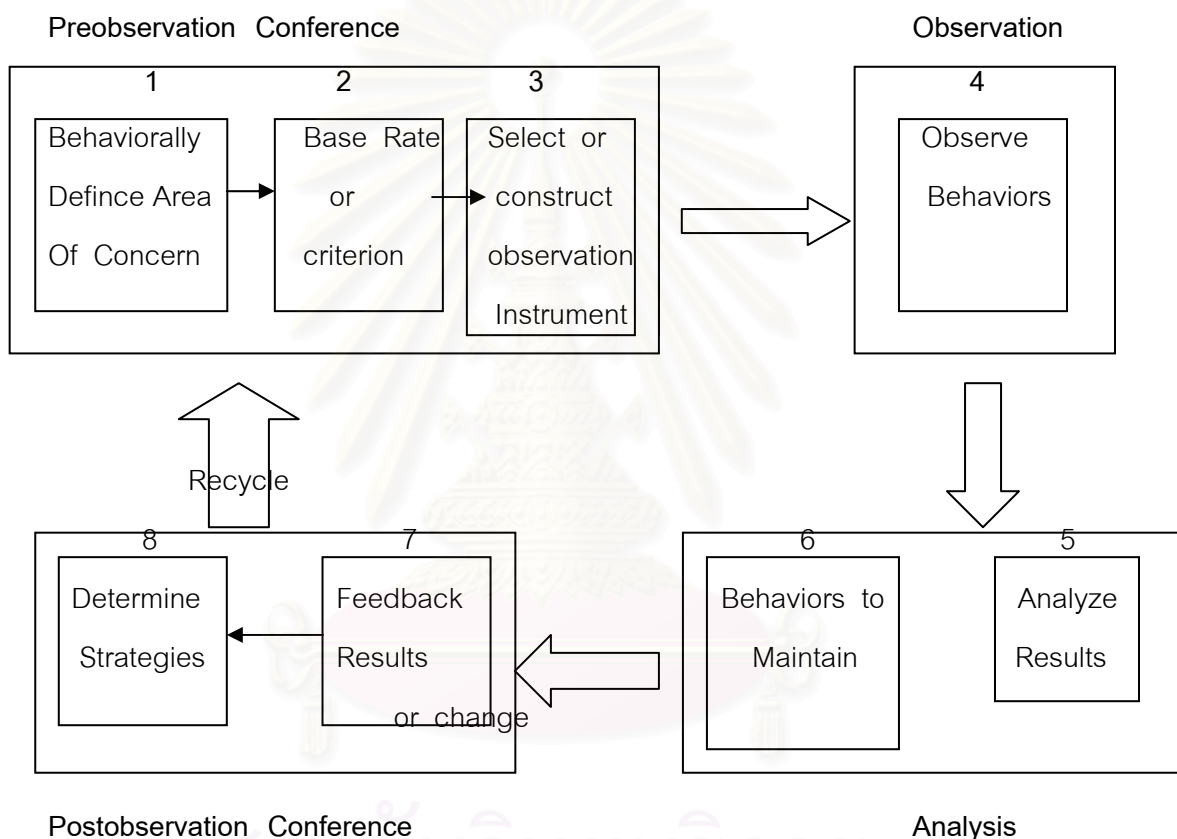 Preobservation Conference
Observation
1
2
3
4
Behaviorally
Defince Area
Of Concern
Base Rate
or
criterion
Select or
construct
observation
Instrument
Observe
Behaviors
Recycle
8
7
6
5
Determine
Strategies
Feedback
Results
or change
Behaviors to
Maintain
Analyze
Results
Postobservation Conference
Analysis